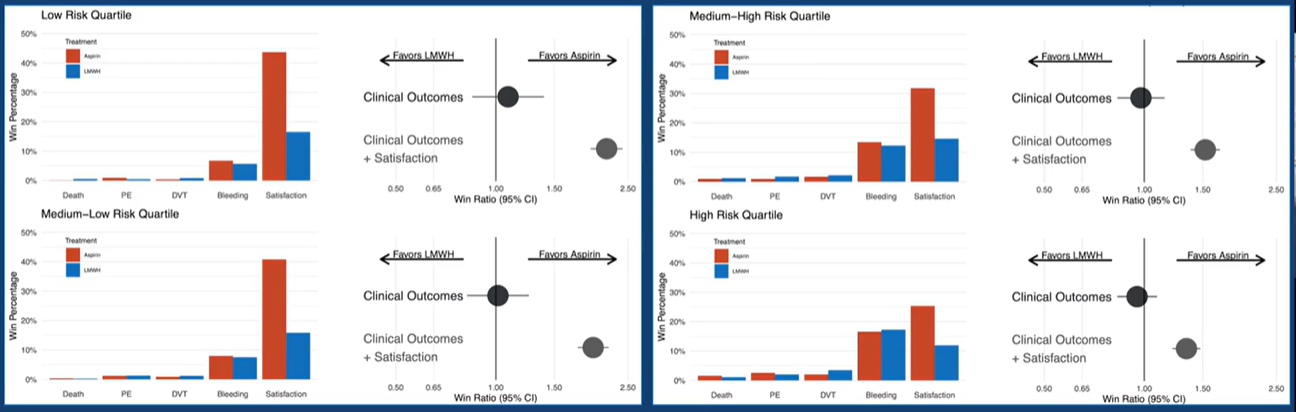 Low Risk Quartile
50%
40%
30%
20%
10%
0%
Win Percentage
Treatment
Aspirin
LMWH
Death PE DVT Bleeding Satisfaction
Favors LMWH Favors Aspirin
Clinical Outcomes
Clinical Outcomes
+ Satisfaction
0.50 0.65 1.00 1.50 2.50
Win Ratio (95% CI)
Medium−Low Risk Quartile
50%
40%
30%
20%
10%
0%
Win Percentage
Treatment
Aspirin
LMWH
Death PE DVT Bleeding Satisfaction
Favors LMWH Favors Aspirin
Clinical Outcomes
Clinical Outcomes
+ Satisfaction
0.50 0.65 1.00 1.50 2.50
Win Ratio (95% CI)
Medium−High Risk Quartile
50%
40%
30%
20%
10%
0%
Win Percentage
Treatment
Aspirin
LMWH
Death PE DVT Bleeding Satisfaction
Favors LMWH Favors Aspirin
Clinical Outcomes
Clinical Outcomes
+ Satisfaction
0.50 0.65 1.00 1.50 2.50
Win Ratio (95% CI)
High Risk Quartile
50%
40%
30%
20%
10%
0%
Win Percentage
Treatment
Aspirin
LMWH
Death PE DVT Bleeding Satisfaction
Favors LMWH Favors Aspirin
Clinical Outcomes
Clinical Outcomes
+ Satisfaction
0.50 0.65 1.00 1.50 2.50
Win Ratio (95% CI)